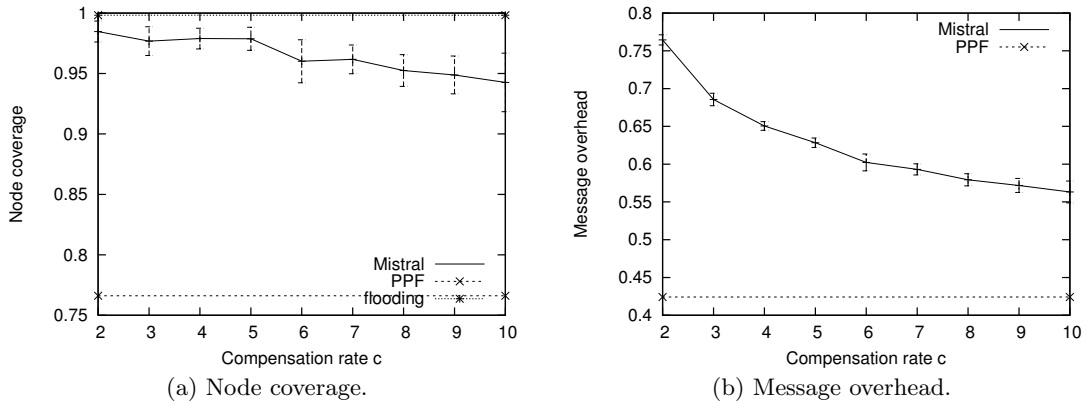 1
0.95
0.9
0.85
0.8
0.75
Node coverage
Mistral
PPF
flooding
2 3 4 5 6 7 8 9 10
Compensation rate c
(a) Node coverage.
0.8
0.75
0.7
0.65
0.6
0.55
0.5
0.45
0.4
Message overhead
Mistral
PPF
2 3 4 5 6 7 8 9 10
Compensation rate c
(b) Message overhead.